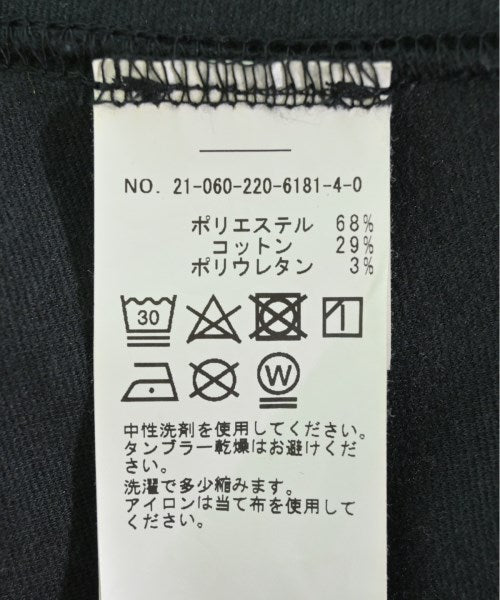 NO. 21-060-220-6181-4-0
ポリエステル 68%
コットン 29%
ポリウレタン 3%
30
W
中性洗剤を使用してください。
タンブラー乾燥はお避けくだ
さい。
洗濯で多少縮みます。
アイロンは当て布を使用して
ください。